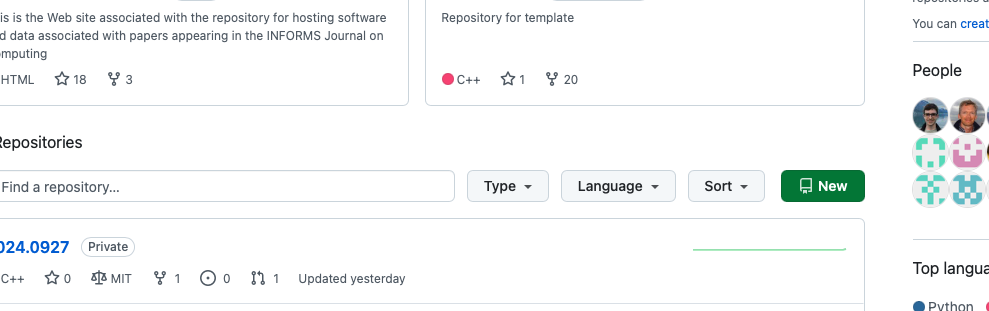 is is the Web site associated with the repository for hosting software
d data associated with papers appearing in the INFORMS Journal on
mputing
HTML 18 3
Repository for template
C++ 1 20
repositories a
You can creat
People
Repositories
Find a repository...
Type
Language
Sort
New
024.0927 Private
C++ 0 MIT 1 0 1 Updated yesterday
Top langua
Python